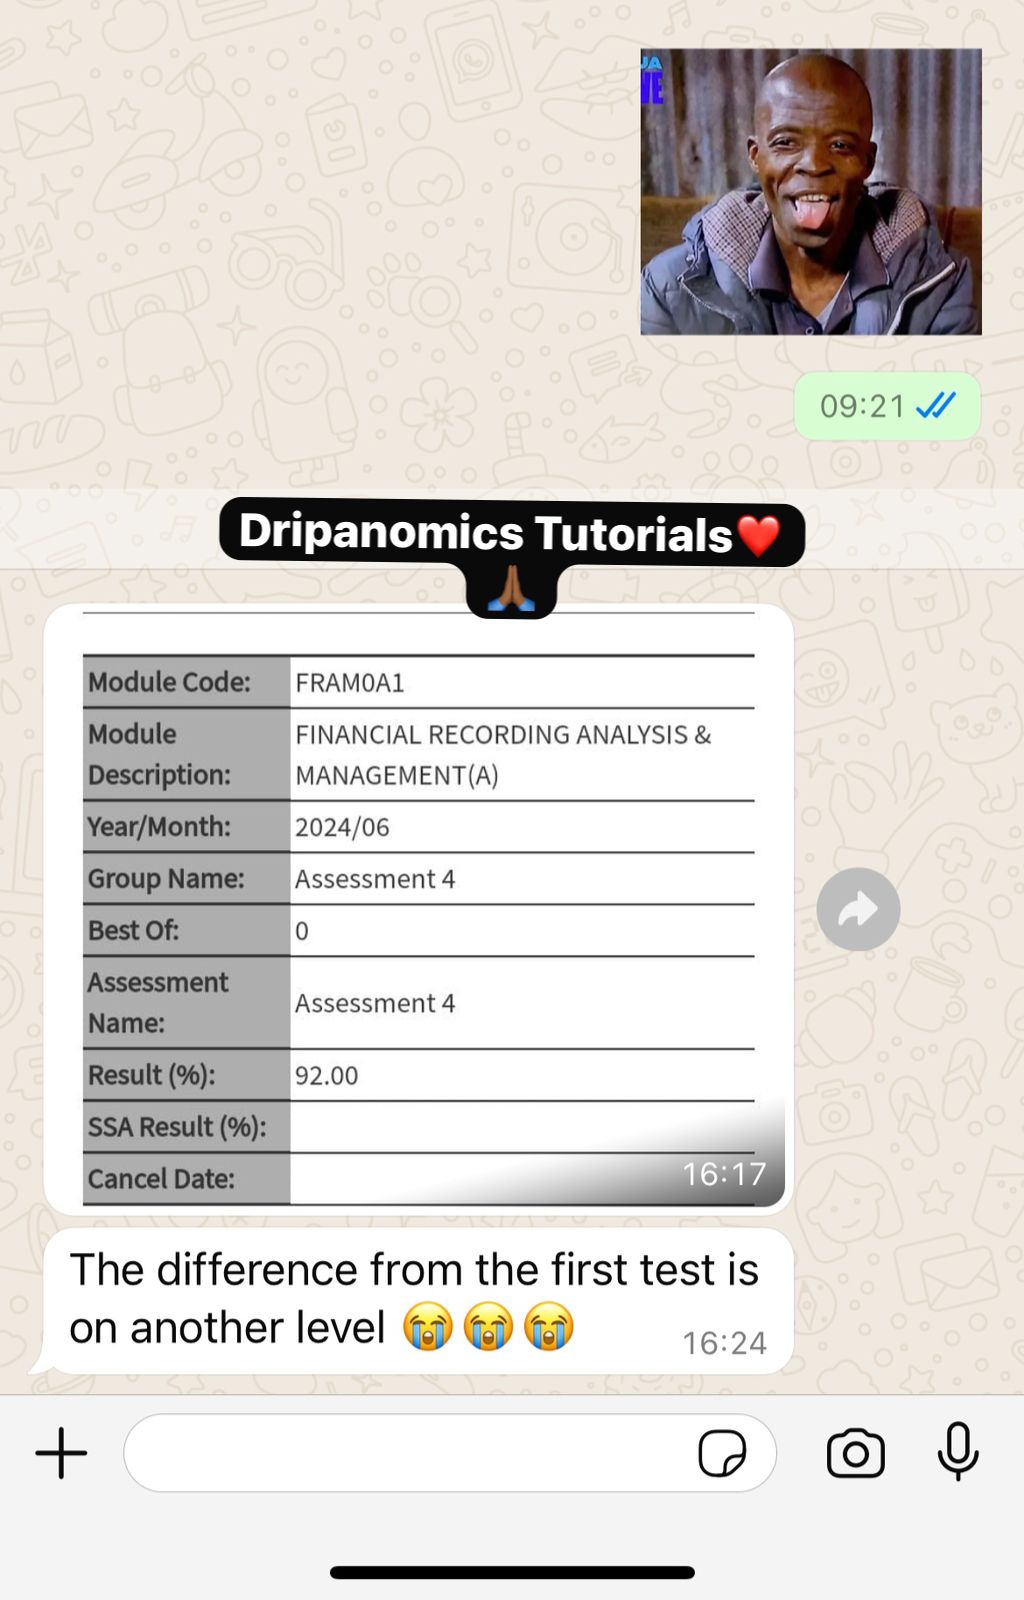 UA
VE
09:21
Dripanomics Tutorials❤️
🙏🏾
Module Code: FRAM0A1
Module Description: FINANCIAL RECORDING ANALYSIS &
MANAGEMENT(A)
Year/Month: 2024/06
Group Name: Assessment 4
Best Of: 0
Assessment Name: Assessment 4
Result (%): 92.00
SSA Result (%):
Cancel Date:
16:17
The difference from the first test is
on another level 😭😭😭
16:24